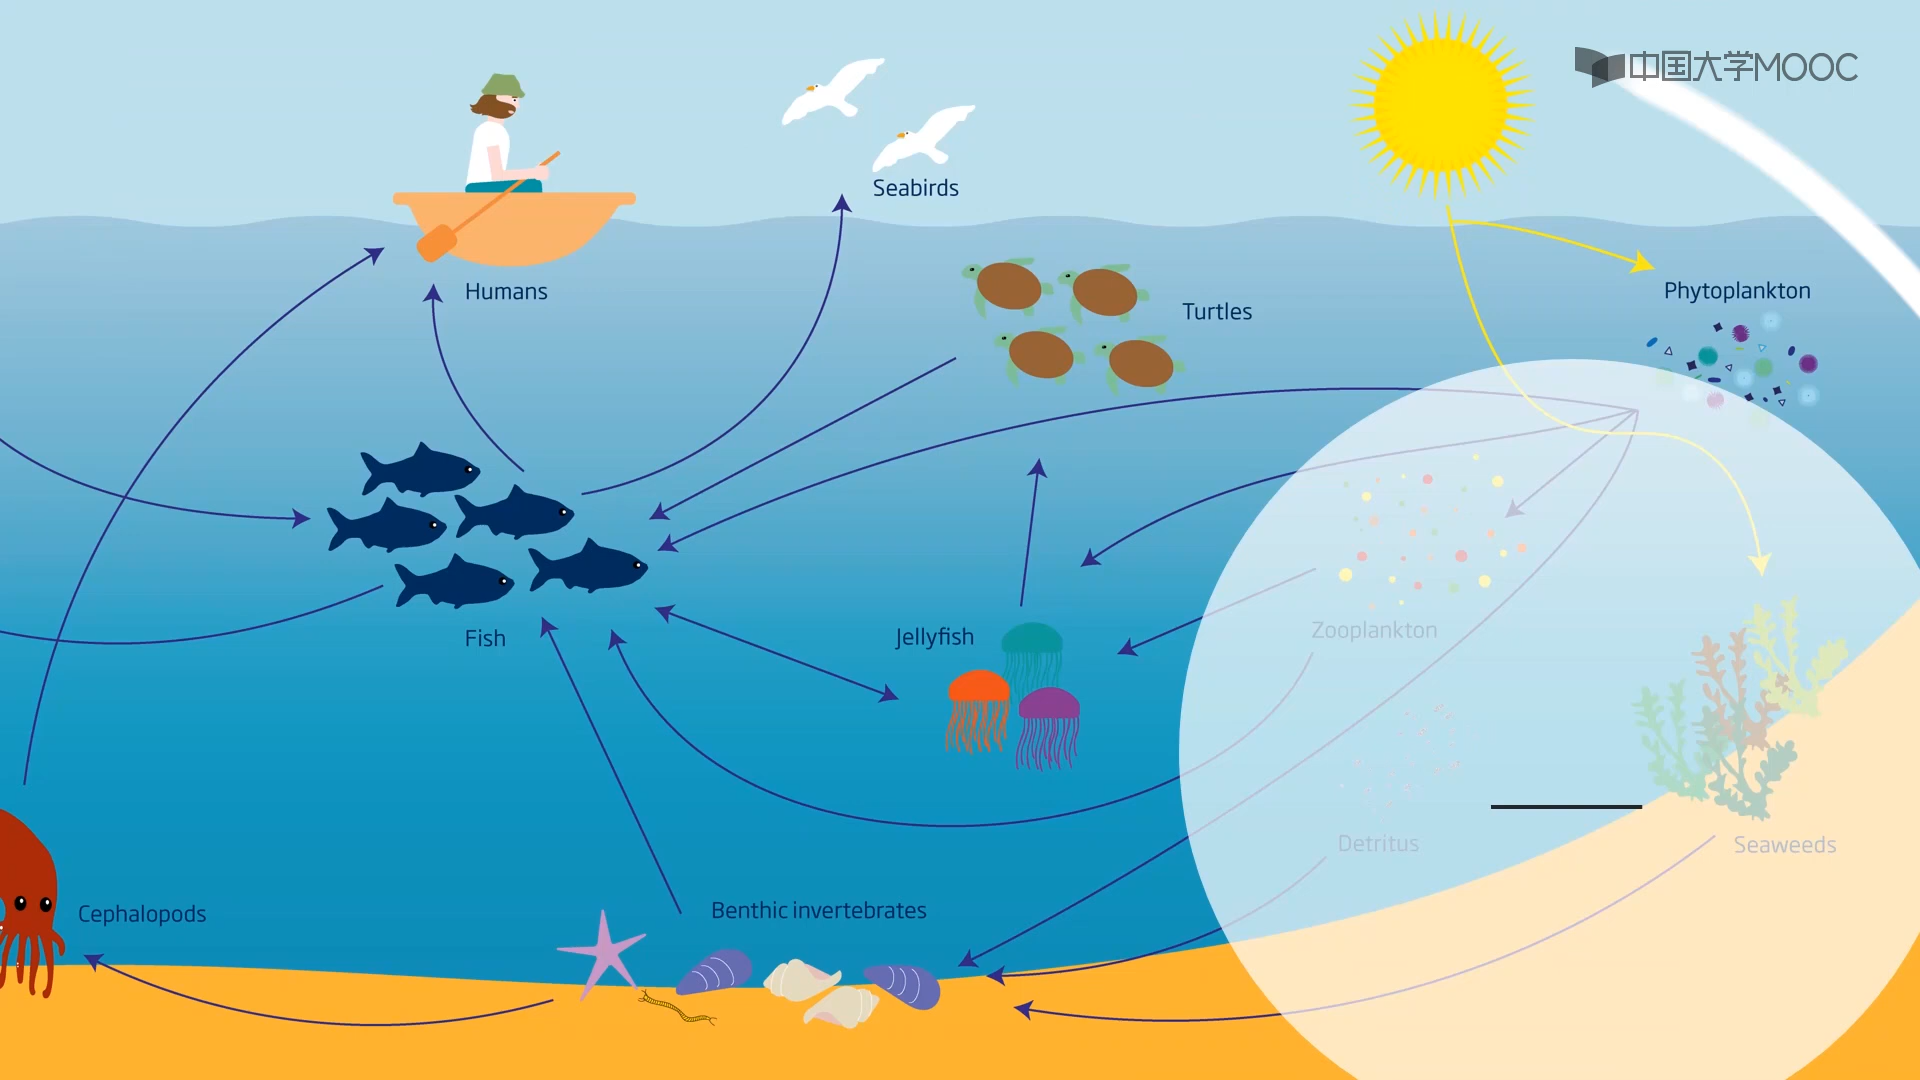 中国大学MOOC
Seabirds
Humans
Phytoplankton
Turtles
Zooplankton
Jellyfish
Fish
Detritus
Seaweeds
Benthic invertebrates
Cephalopods